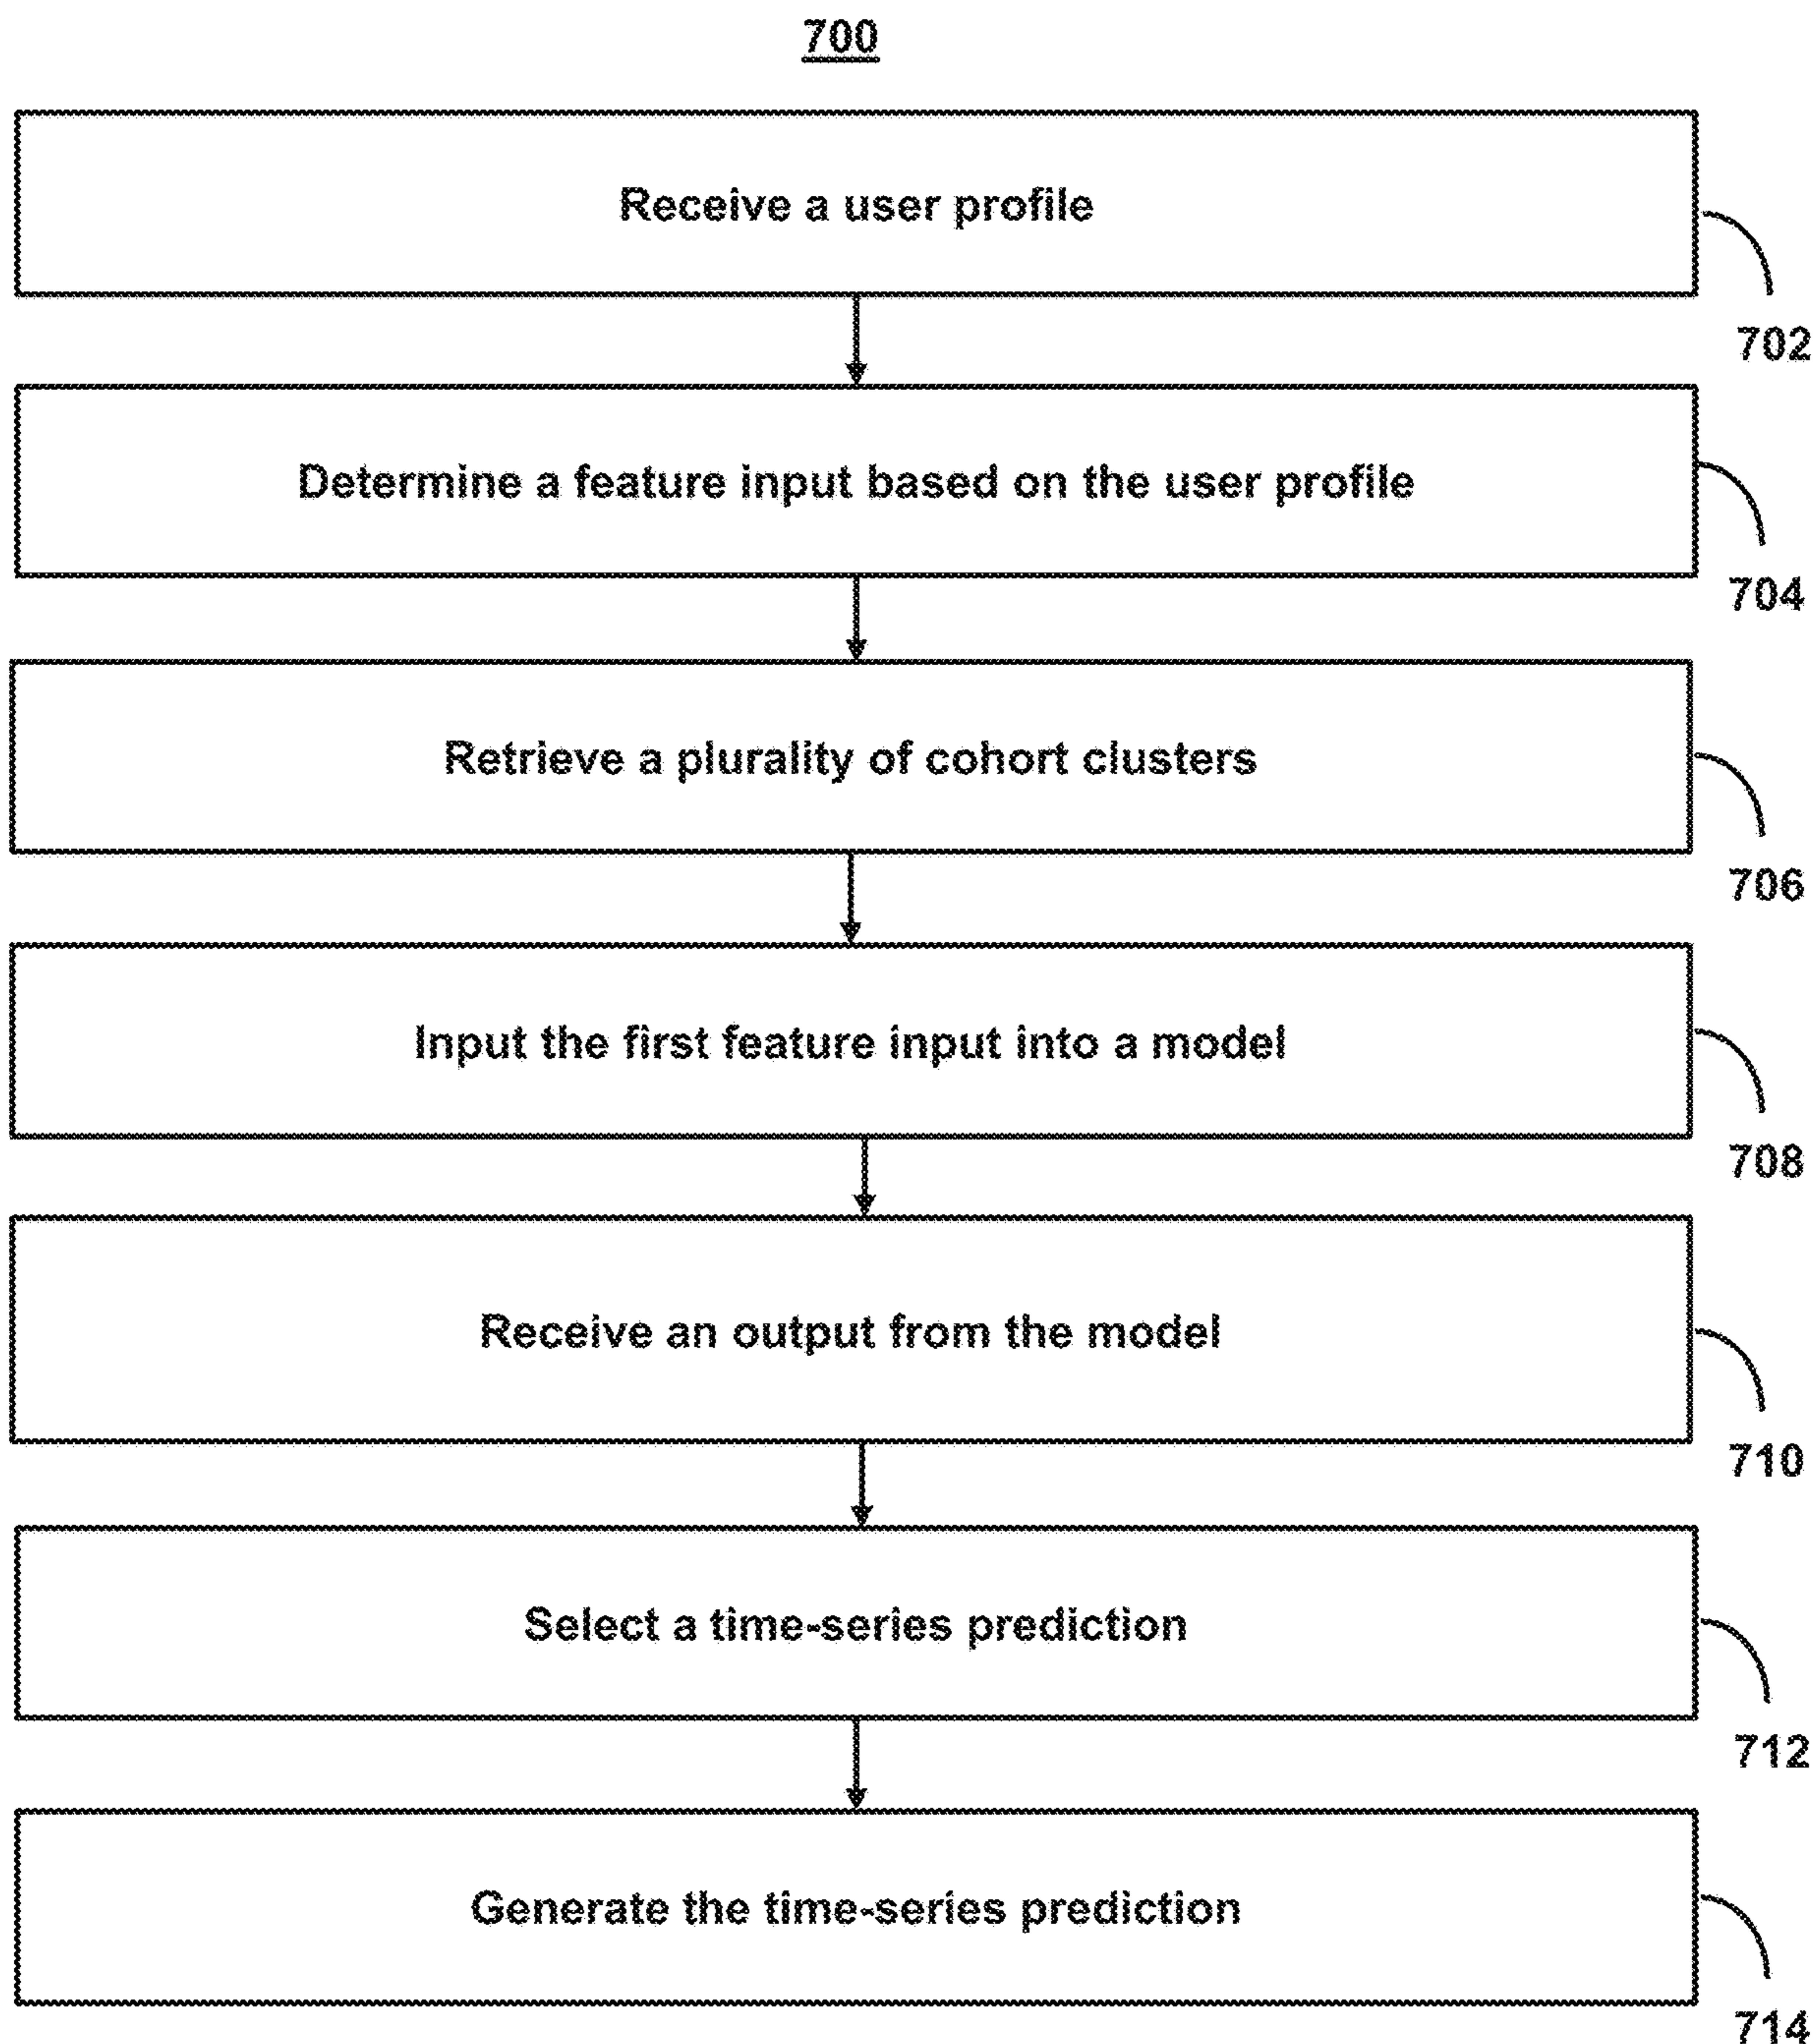 700
Receive a user profile
702
Determine a feature input based on the user profile
704
Retrieve a plurality of cohort clusters
706
Input the first feature input into a model
708
Receive an output from the model
710
Select a time-series prediction
712
Generate the time-series prediction
714